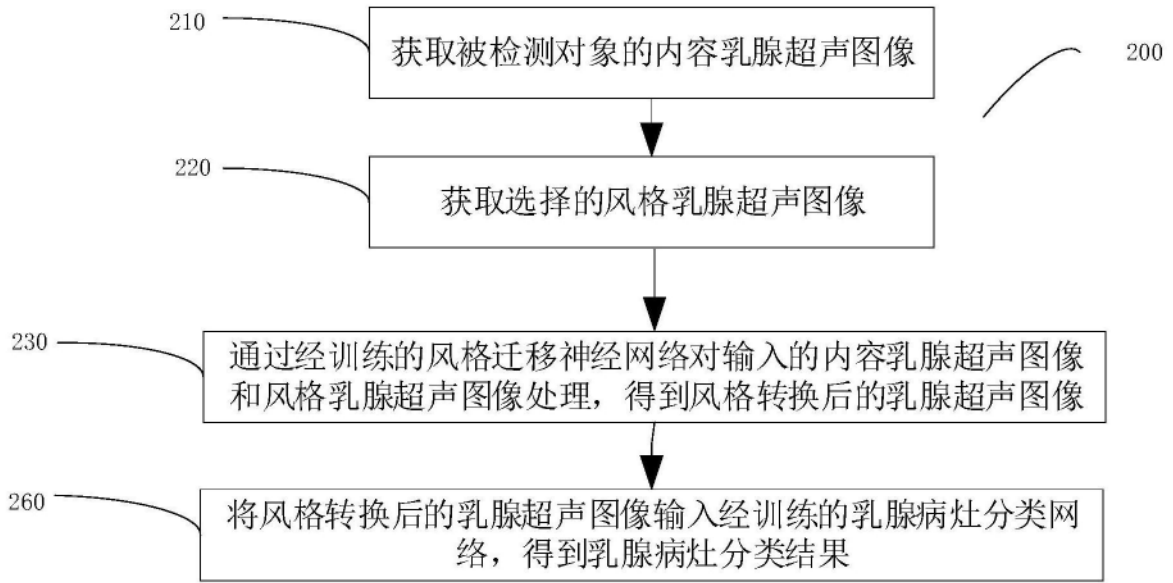 210
获取被检测对象的内容乳腺超声图像
200
220
获取选择的风格乳腺超声图像
230
通过经训练的风格迁移神经网络对输入的内容乳腺超声图像
和风格乳腺超声图像处理，得到风格转换后的乳腺超声图像
260
将风格转换后的乳腺超声图像输入经训练的乳腺病灶分类网
络，得到乳腺病灶分类结果